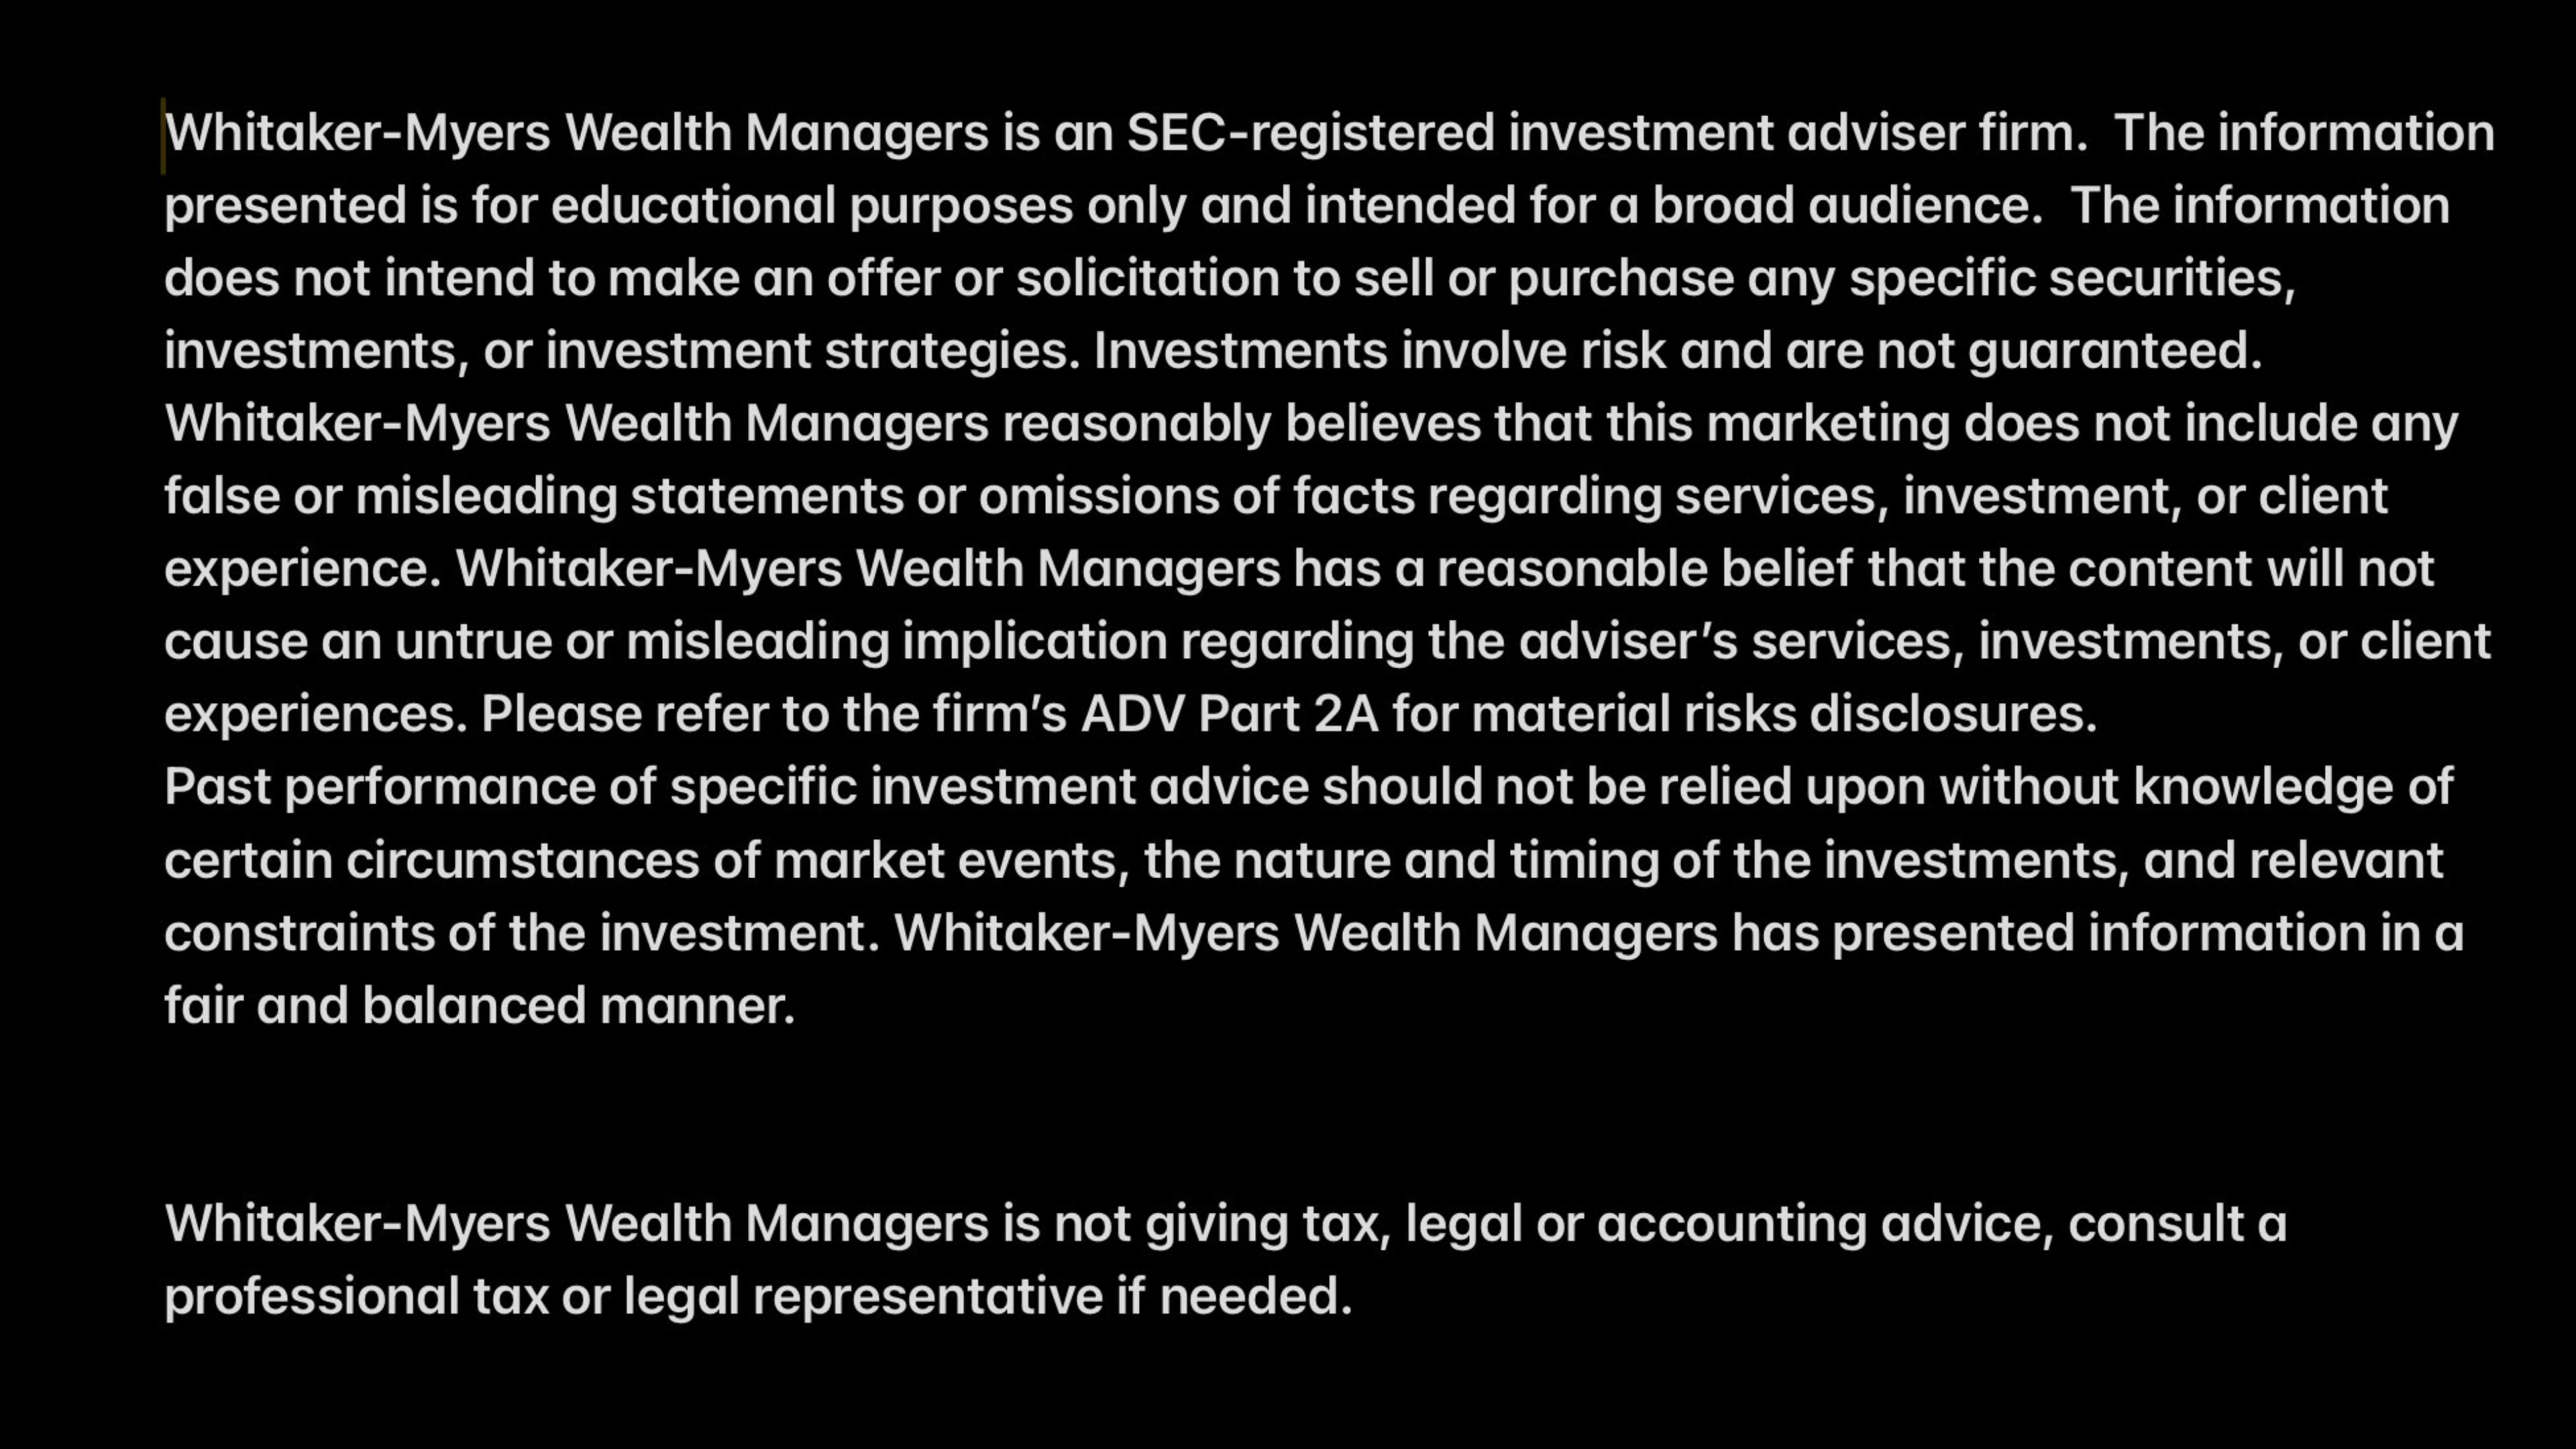 Whitaker-Myers Wealth Managers is an SEC-registered investment adviser firm.  The information
presented is for educational purposes only and intended for a broad audience.  The information
does not intend to make an offer or solicitation to sell or purchase any specific securities,
investments, or investment strategies. Investments involve risk and are not guaranteed.
Whitaker-Myers Wealth Managers reasonably believes that this marketing does not include any
false or misleading statements or omissions of facts regarding services, investment, or client
experience. Whitaker-Myers Wealth Managers has a reasonable belief that the content will not
cause an untrue or misleading implication regarding the adviser’s services, investments, or client
experiences. Please refer to the firm’s ADV Part 2A for material risks disclosures.
Past performance of specific investment advice should not be relied upon without knowledge of
certain circumstances of market events, the nature and timing of the investments, and relevant
constraints of the investment. Whitaker-Myers Wealth Managers has presented information in a
fair and balanced manner.
Whitaker-Myers Wealth Managers is not giving tax, legal or accounting advice, consult a
professional tax or legal representative if needed.